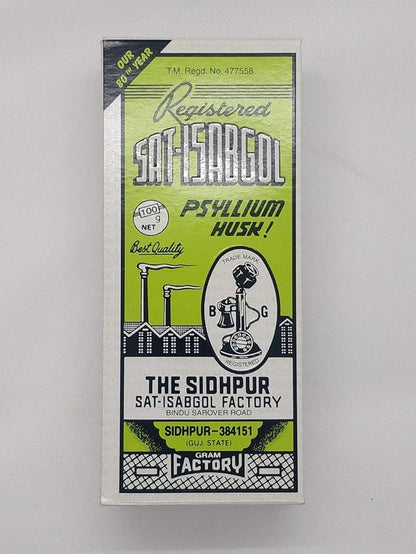 OUR
80TH YEAR
T.M. Regd. No. 477558
Registered
SAT-ISABGOL
100
g
NET
PSYLLIUM
HUSK!
Best Quality
TRADE MARK
B G
REGISTERED
THE SIDHPUR
SAT-ISABGOL FACTORY
BINDU SAROVER ROAD
SIDHPUR-384151
(GUJ. STATE)
GRAM
FACTORY